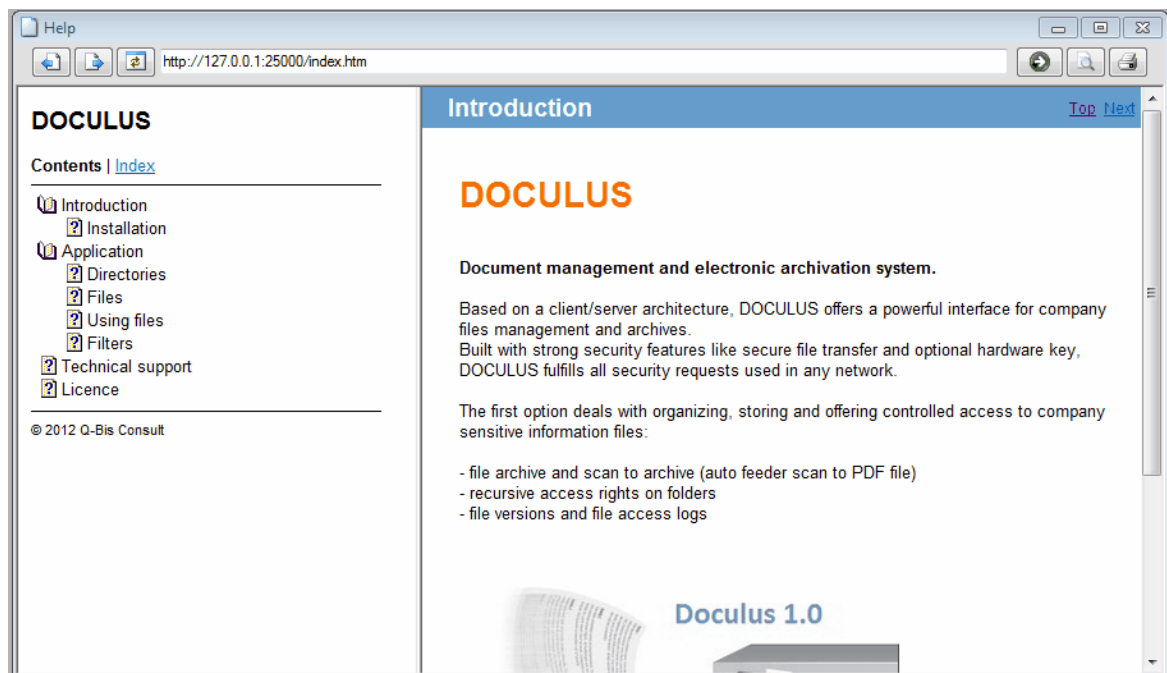 Help
http://127.0.0.1:25000/index.htm
DOCULUS
Contents | Index
Introduction
Installation
Application
Directories
Files
Using files
Filters
Technical support
Licence
© 2012 Q-Bis Consult
Introduction
Top Next
DOCULUS
Document management and electronic archivation system.
Based on a client/server architecture, DOCULUS offers a powerful interface for company
files management and archives.
Built with strong security features like secure file transfer and optional hardware key,
DOCULUS fulfills all security requests used in any network.
The first option deals with organizing, storing and offering controlled access to company
sensitive information files:
- file archive and scan to archive (auto feeder scan to PDF file)
- recursive access rights on folders
- file versions and file access logs
Doculus 1.0